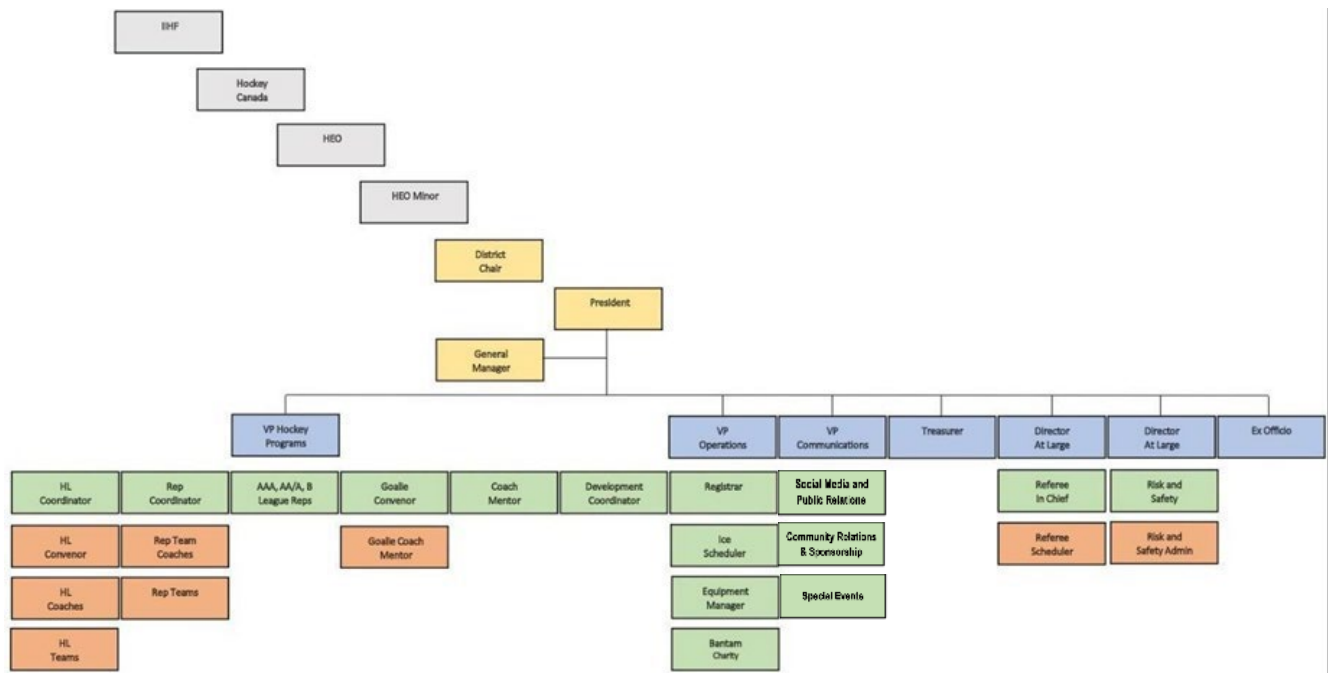 IIHF
Hockey
Canada
HEO
HEO Minor
District
Chair
President
General
Manager
VP Hockey
Programs
VP
Operations
VP
Communications
Treasurer
Director
At Large
Director
At Large
Ex Officio
HL
Coordinator
Rep
Coordinator
AAA, AA/A, B
League Reps
Goalie
Convenor
Coach
Mentor
Development
Coordinator
Registrar
Social Media and
Public Relations
Referee
In Chief
Risk and
Safety
HL
Convenor
Rep Team
Coaches
Goalie Coach
Mentor
Ice
Scheduler
Community Relations
& Sponsorship
Referee
Scheduler
Risk and
Safety Admin
HL
Coaches
Rep Teams
Equipment
Manager
Special Events
HL
Teams
Bantam
Charity